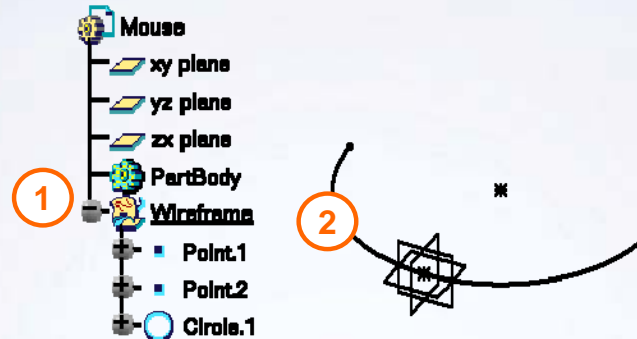 Mouse
xy plane
yz plane
zx plane
PartBody
1
Wireframe
2
Point.1
Point.2
Circle.1